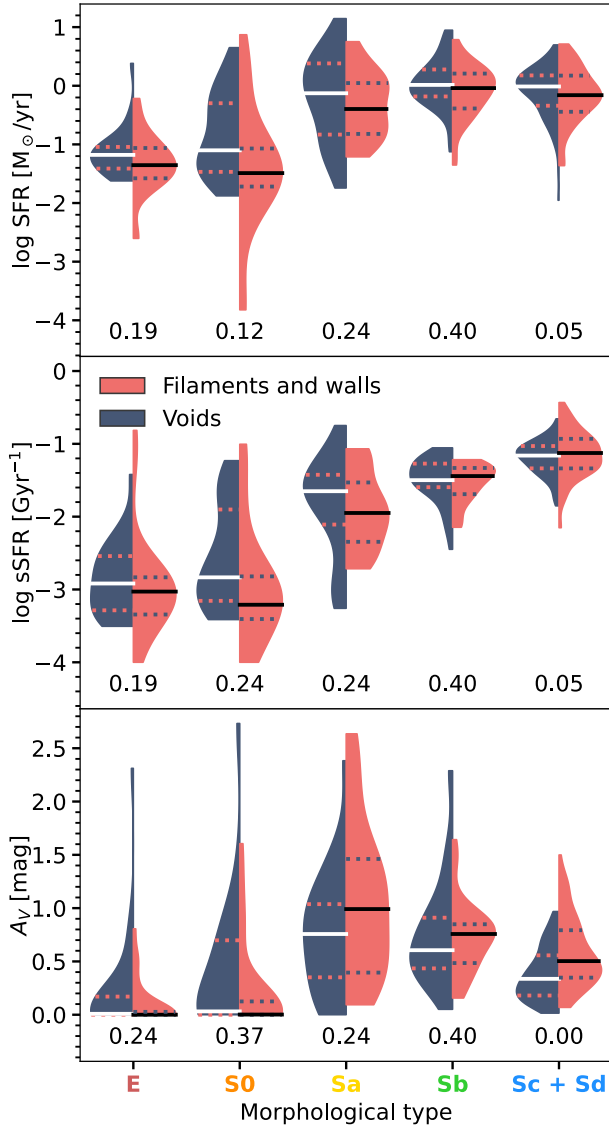 log SFR [M⊙/yr]
1
0
−1
−2
−3
−4
0.19 0.12 0.24 0.40 0.05
log sSFR [Gyr⁻¹]
0
−1
−2
−3
−4
Filaments and walls
Voids
0.19 0.24 0.24 0.40 0.05
A_V [mag]
2.5
2.0
1.5
1.0
0.5
0.0
0.24 0.37 0.24 0.40 0.00
E S0 Sa Sb Sc + Sd
Morphological type